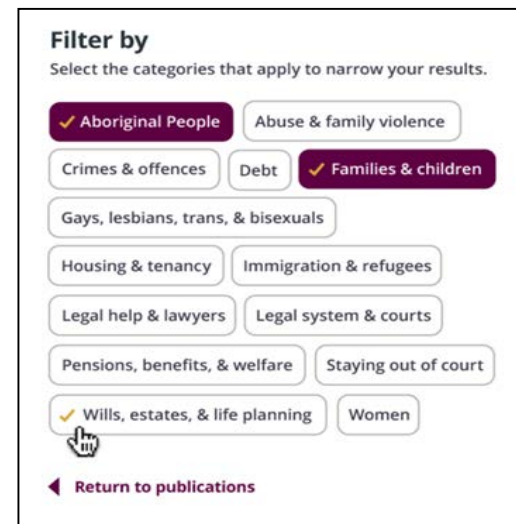 Filter by
Select the categories that apply to narrow your results.
Aboriginal People Abuse & family violence
Crimes & offences Debt Families & children
Gays, lesbians, trans, & bisexuals
Housing & tenancy Immigration & refugees
Legal help & lawyers Legal system & courts
Pensions, benefits, & welfare Staying out of court
Wills, estates, & life planning Women
Return to publications